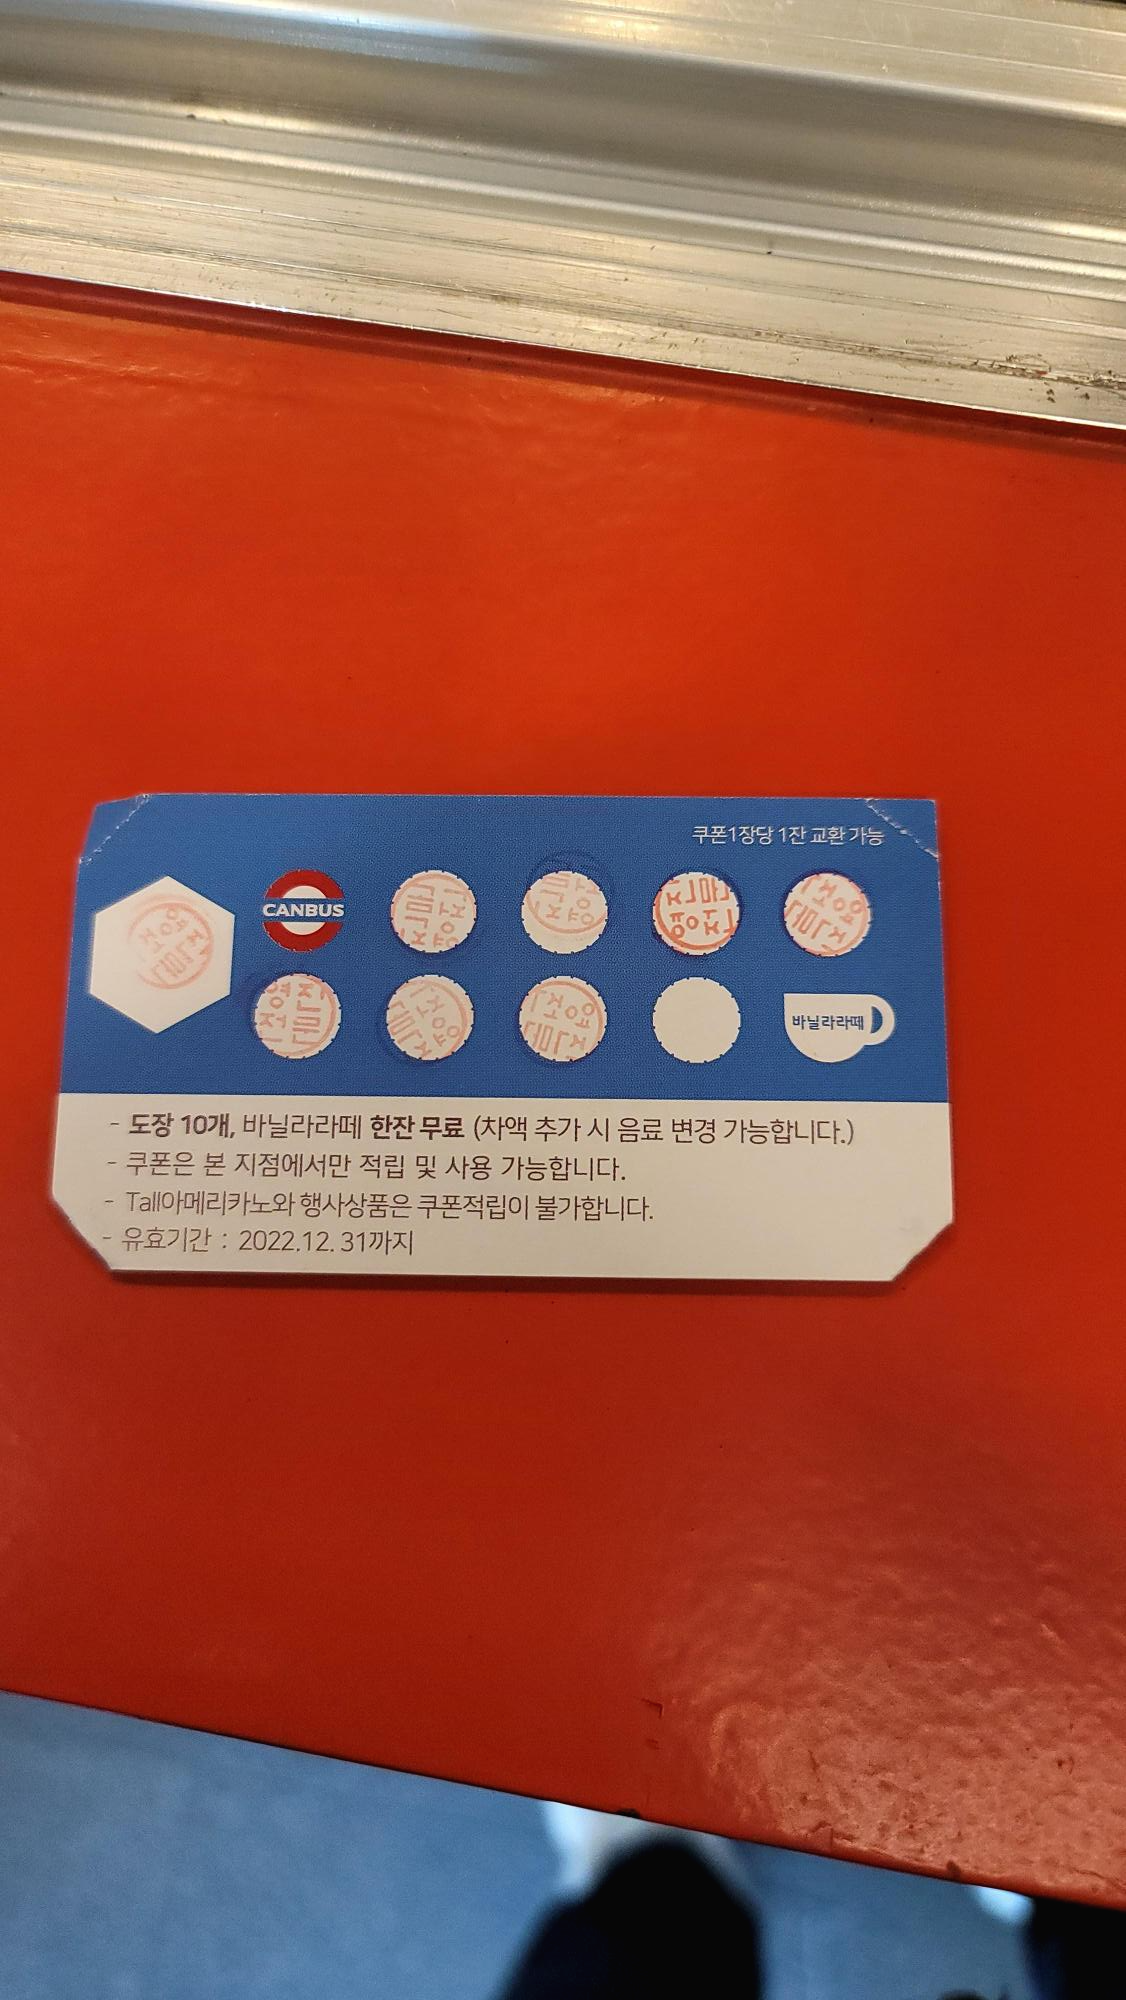 쿠폰1장당 1잔 교환 가능
CANBUS
바닐라라떼
- 도장 10개, 바닐라라떼 한잔 무료 (차액 추가 시 음료 변경 가능합니다.)
- 쿠폰은 본 지점에서만 적립 및 사용 가능합니다.
- Tall아메리카노와 행사상품은 쿠폰적립이 불가합니다.
- 유효기간 : 2022.12.31까지